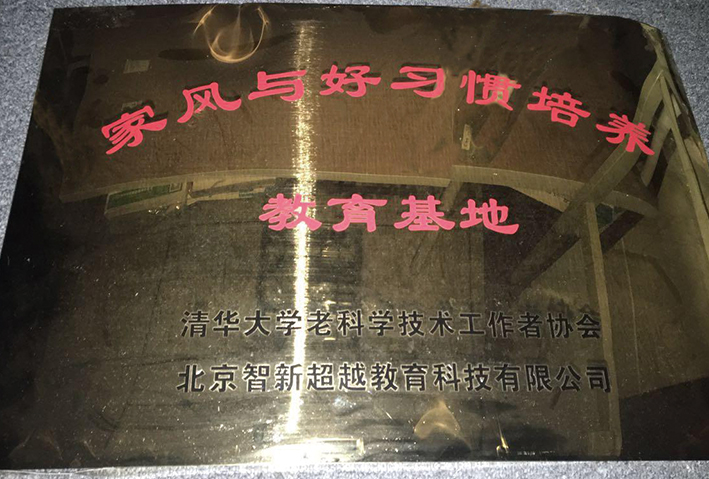 家风与好习惯培养
教育基地
清华大学老科学技术工作者协会
北京智新超越教育科技有限公司